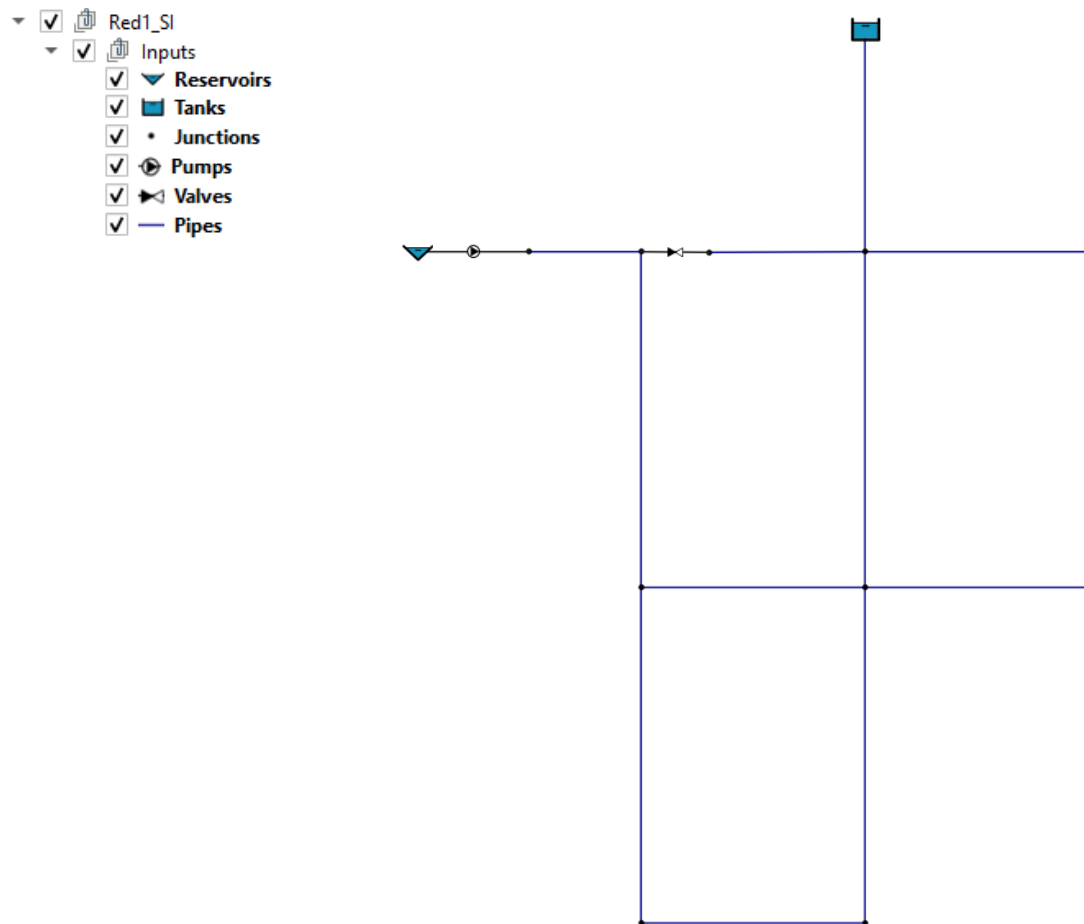 Red1_SI
Inputs
Reservoirs
Tanks
Junctions
Pumps
Valves
Pipes